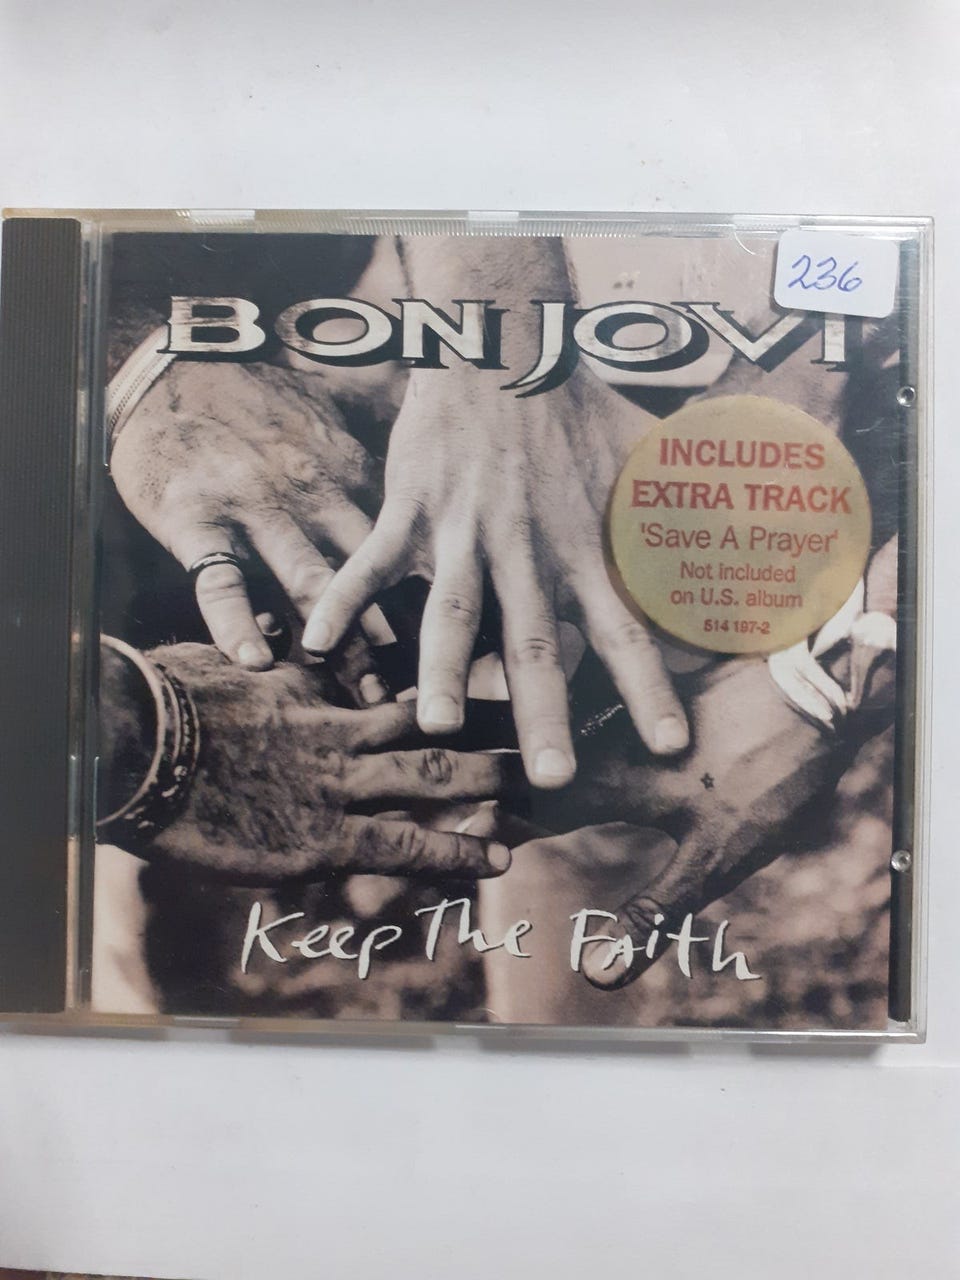 236
BON JOVI
INCLUDES
EXTRA TRACK
'Save A Prayer'
Not included
on U.S. album
514 197-2
Keep The Faith